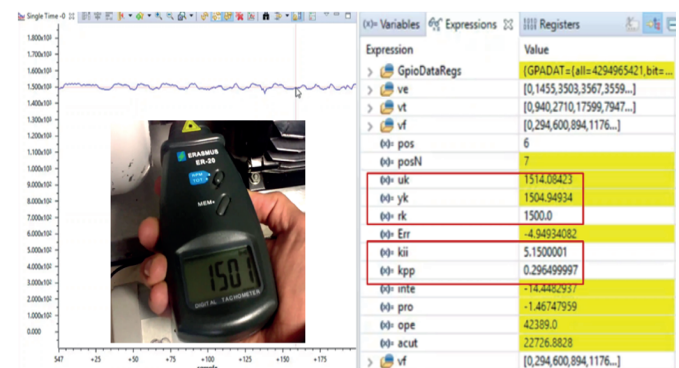 Single Time -0
1.800x10³
1.700x10³
1.600x10³
1.500x10³
1.400x10³
1.300x10³
1.200x10³
1.100x10³
1.000x10³
9.000x10²
8.000x10²
7.000x10²
6.000x10²
5.000x10²
4.000x10²
3.000x10²
2.000x10²
1.000x10²
0.000
547 +25 +50 +75 +100 +125 +150 +175
ERASMUS
ER-20
RPM
TOT
MEM
1501
DIGITAL TACHOMETER
(x)= Variables Expressions Registers
Expression Value
GpioDataRegs {GPADAT={all=4294965421,bit=...
ve [0,1455,3503,3567,3559...]
vt [0,940,2710,17599,7947...]
vf [0,294,600,894,1176...]
(x)= pos 6
(x)= posN 7
(x)= uk 1514.08423
(x)= yk 1504.94934
(x)= rk 1500.0
(x)= Err -4.94934082
(x)= kii 5.1500001
(x)= kpp 0.296499997
(x)= inte -14.4482937
(x)= pro -1.46747959
(x)= ope 42389.0
(x)= acut 22726.8828
vf [0,294,600,894,1176...]